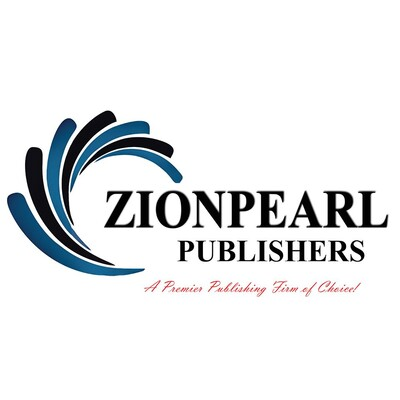 ZIONPEARL
PUBLISHERS
A Premier Publishing Firm of Choice!